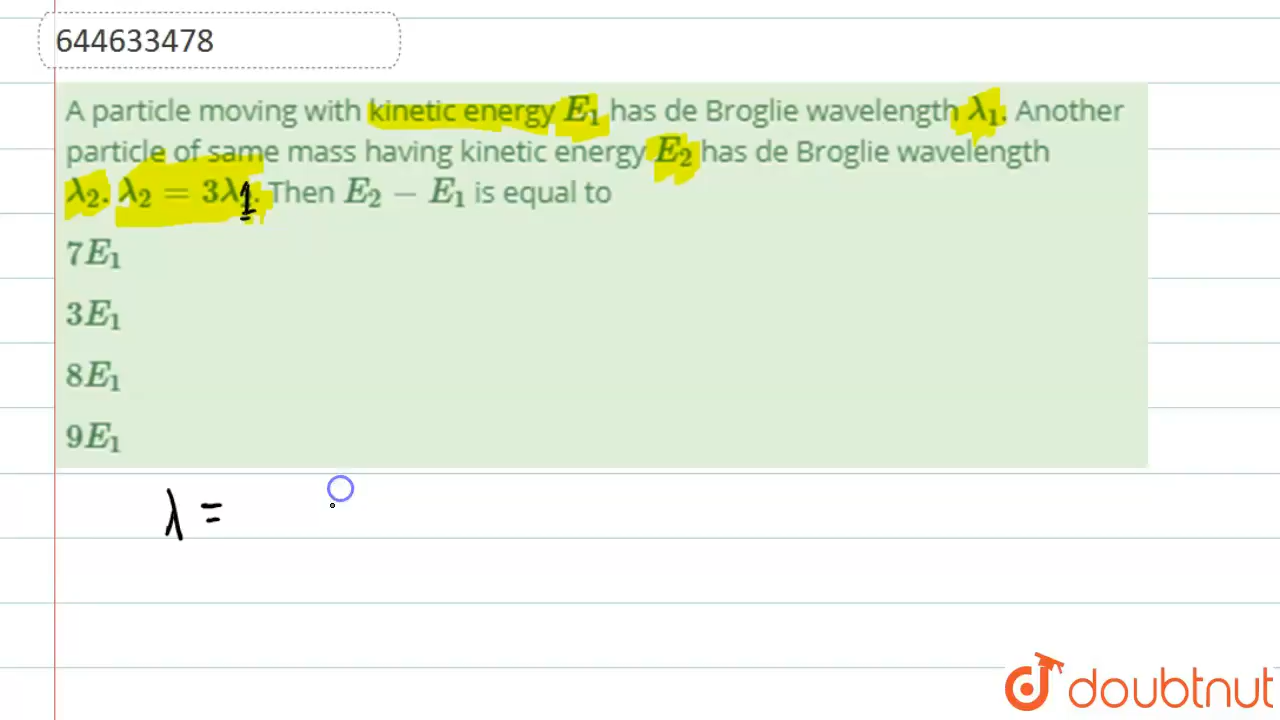 644633478
A particle moving with kinetic energy E₁ has de Broglie wavelength λ₁. Another
particle of same mass having kinetic energy E₂ has de Broglie wavelength
λ₂. λ₂ = 3λ1. Then E₂ − E₁ is equal to
7E₁
3E₁
8E₁
9E₁
λ =
doubtnut